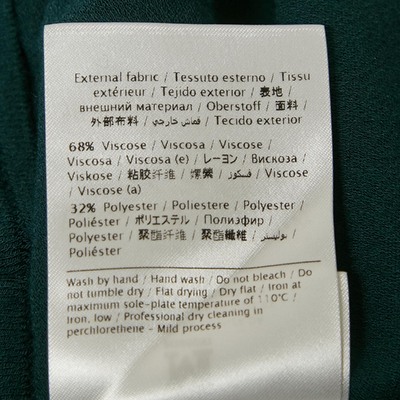 External fabric / Tessuto esterno / Tissu
extérieur / Tejido exterior / 表地 /
внешний материал / Oberstoff / 面料 /
外部布料 / قماش خارجي / Tecido exterior
68% Viscose / Viscosa / Viscose /
Viscosa / Viscosa (e) / レーヨン / Вискоза /
Viskose / 粘胶纤维 / 嫘縈 / فسكوز / Viscose
/ Viscose (a)
32% Polyester / Poliestere / Polyester /
Poliéster / ポリエステル / Полиэфир /
Polyester / 聚酯纤维 / 聚酯纖維 / بوليستر /
Poliéster
Wash by hand / Hand wash / Do not bleach / Do
not tumble dry / Flat drying / Dry flat / Iron at
maximum sole-plate temperature of 110°C /
Iron, low / Professional dry cleaning in
perchlorethene - Mild process